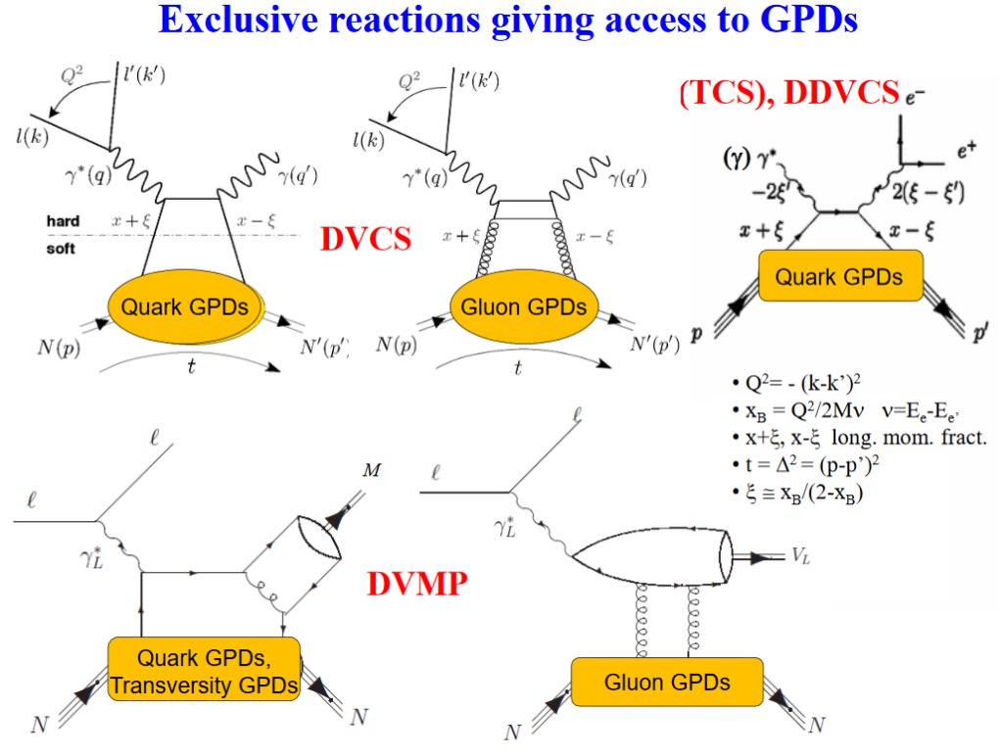 Exclusive reactions giving access to GPDs
Q²
l′(k′)
l(k)
γ*(q)
γ(q′)
hard
soft
x + ξ
x − ξ
Quark GPDs
N(p)
N′(p′)
t
DVCS
Q²
l′(k′)
l(k)
γ*(q)
γ(q′)
x + ξ
x − ξ
Gluon GPDs
N(p)
N′(p′)
t
(TCS), DDVCS
e⁻
e⁺
(γ) γ*
-2ξ′
2(ξ − ξ′)
x + ξ
x − ξ
Quark GPDs
p
p′
• Q²= - (k-k’)²
• x_B = Q²/2Mν ν=E_e-E_e’
• x+ξ, x-ξ long. mom. fract.
• t = Δ² = (p-p’)²
• ξ ≅ x_B/(2-x_B)
ℓ
ℓ
γ*_L
M
Quark GPDs,
Transversity GPDs
N
N
DVMP
ℓ
ℓ
γ*_L
V_L
Gluon GPDs
N
N